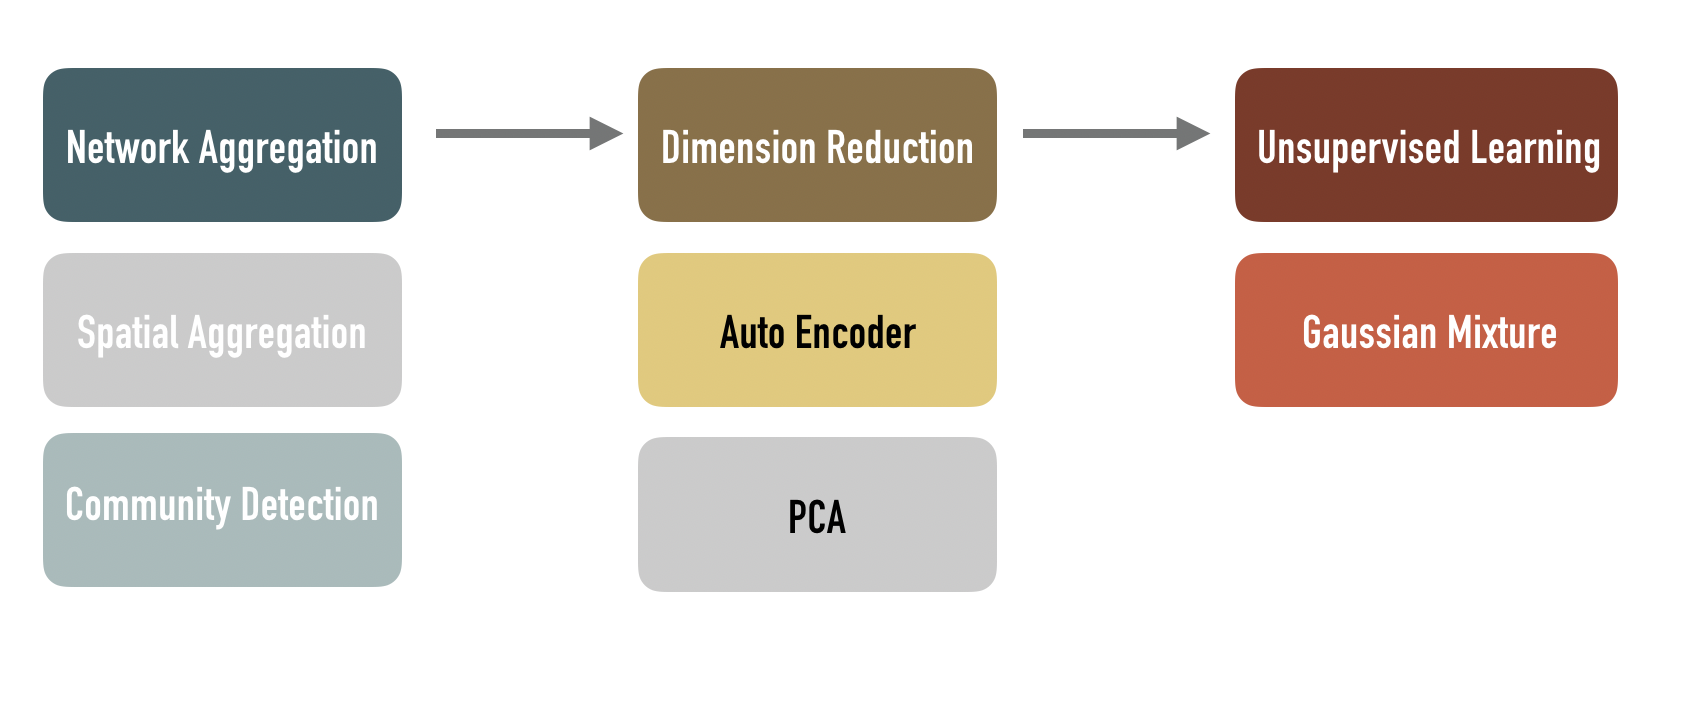 Network Aggregation
Dimension Reduction
Unsupervised Learning
Spatial Aggregation
Auto Encoder
Gaussian Mixture
Community Detection
PCA